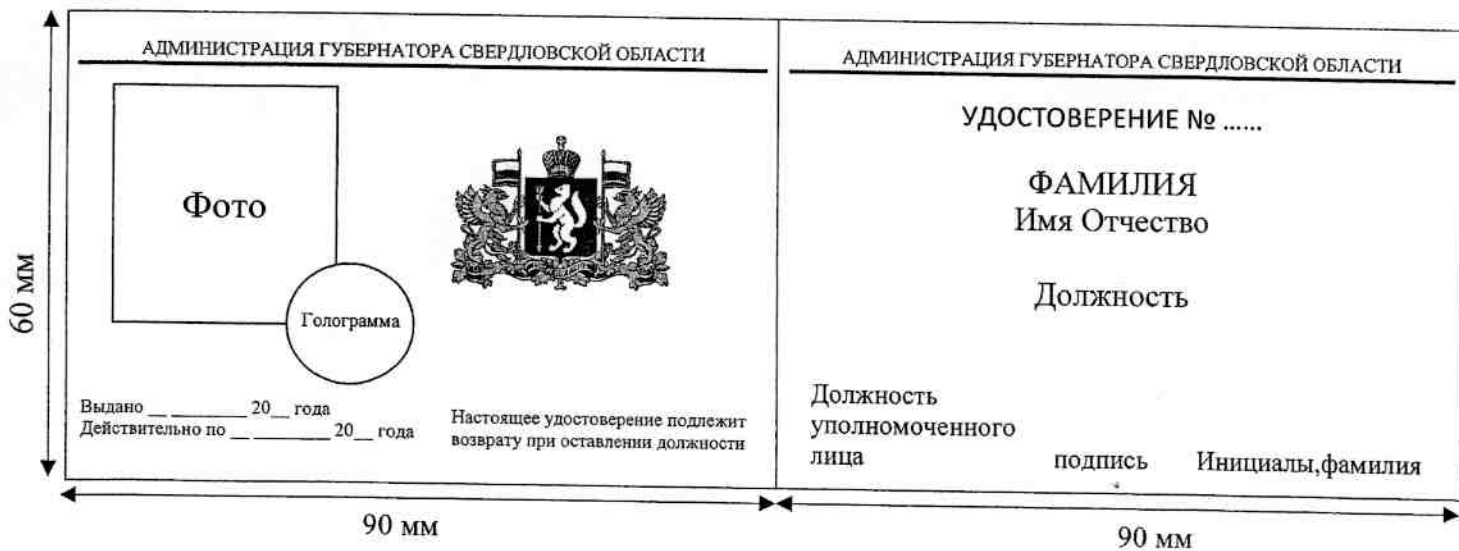 АДМИНИСТРАЦИЯ ГУБЕРНАТОРА СВЕРДЛОВСКОЙ ОБЛАСТИ
Фото
Голограмма
Выдано __ ________ 20__ года
Действительно по __ ________ 20__ года
Настоящее удостоверение подлежит
возврату при оставлении должности
АДМИНИСТРАЦИЯ ГУБЕРНАТОРА СВЕРДЛОВСКОЙ ОБЛАСТИ
УДОСТОВЕРЕНИЕ № ......
ФАМИЛИЯ
Имя Отчество
Должность
Должность
уполномоченного
лица
подпись
Инициалы,фамилия
60 мм
90 мм
90 мм